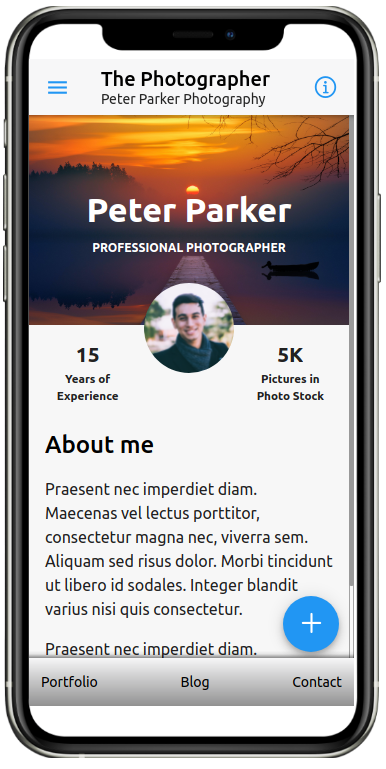 The Photographer
Peter Parker Photography
Peter Parker
PROFESSIONAL PHOTOGRAPHER
15
Years of
Experience
5K
Pictures in
Photo Stock
About me
Praesent nec imperdiet diam.
Maecenas vel lectus porttitor,
consectetur magna nec, viverra sem.
Aliquam sed risus dolor. Morbi tincidunt
ut libero id sodales. Integer blandit
varius nisi quis consectetur.
Praesent nec imperdiet diam.
Portfolio
Blog
Contact